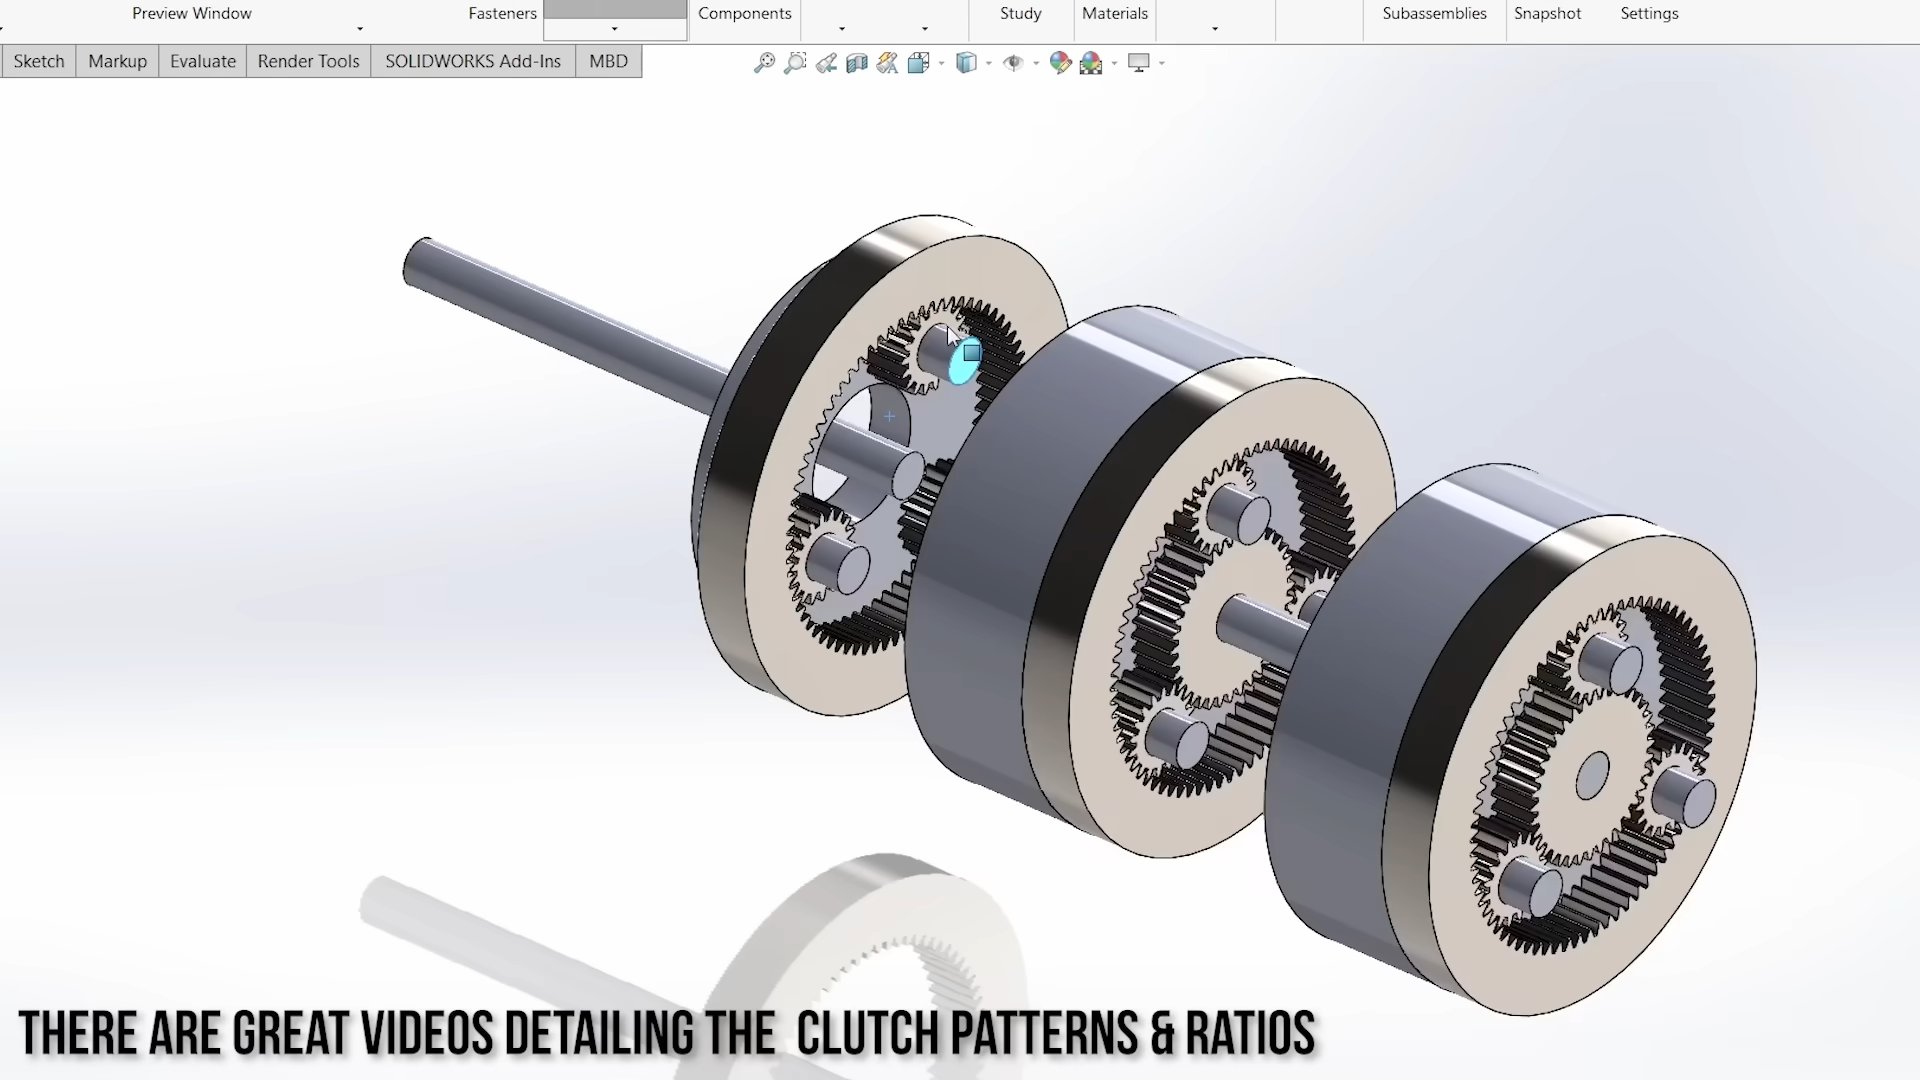 Preview Window
Fasteners
Components
Study
Materials
Subassemblies
Snapshot
Settings
Sketch
Markup
Evaluate
Render Tools
SOLIDWORKS Add-Ins
MBD
THERE ARE GREAT VIDEOS DETAILING THE CLUTCH PATTERNS & RATIOS